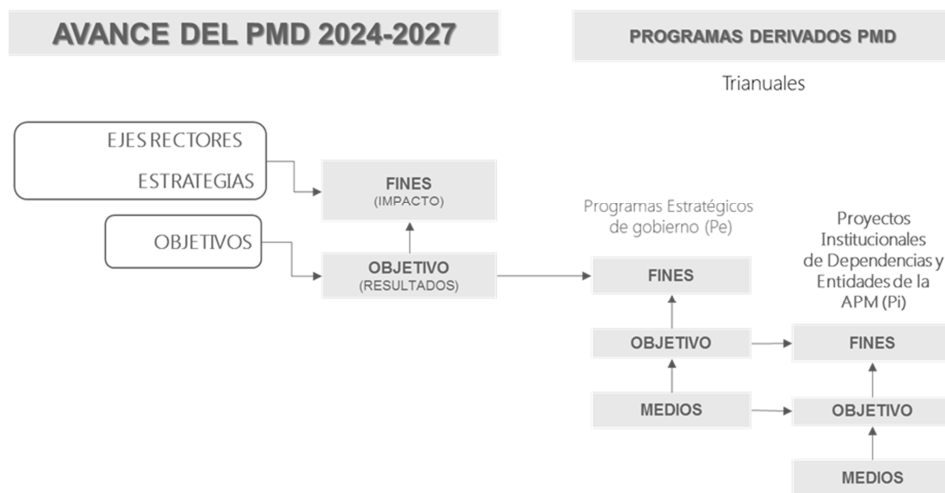 AVANCE DEL PMD 2024-2027
PROGRAMAS DERIVADOS PMD
Trianuales
EJES RECTORES
ESTRATEGIAS
OBJETIVOS
FINES
(IMPACTO)
OBJETIVO
(RESULTADOS)
Programas Estratégicos
de gobierno (Pe)
FINES
OBJETIVO
MEDIOS
Proyectos
Institucionales
de Dependencias y
Entidades de la
APM (Pi)
FINES
OBJETIVO
MEDIOS